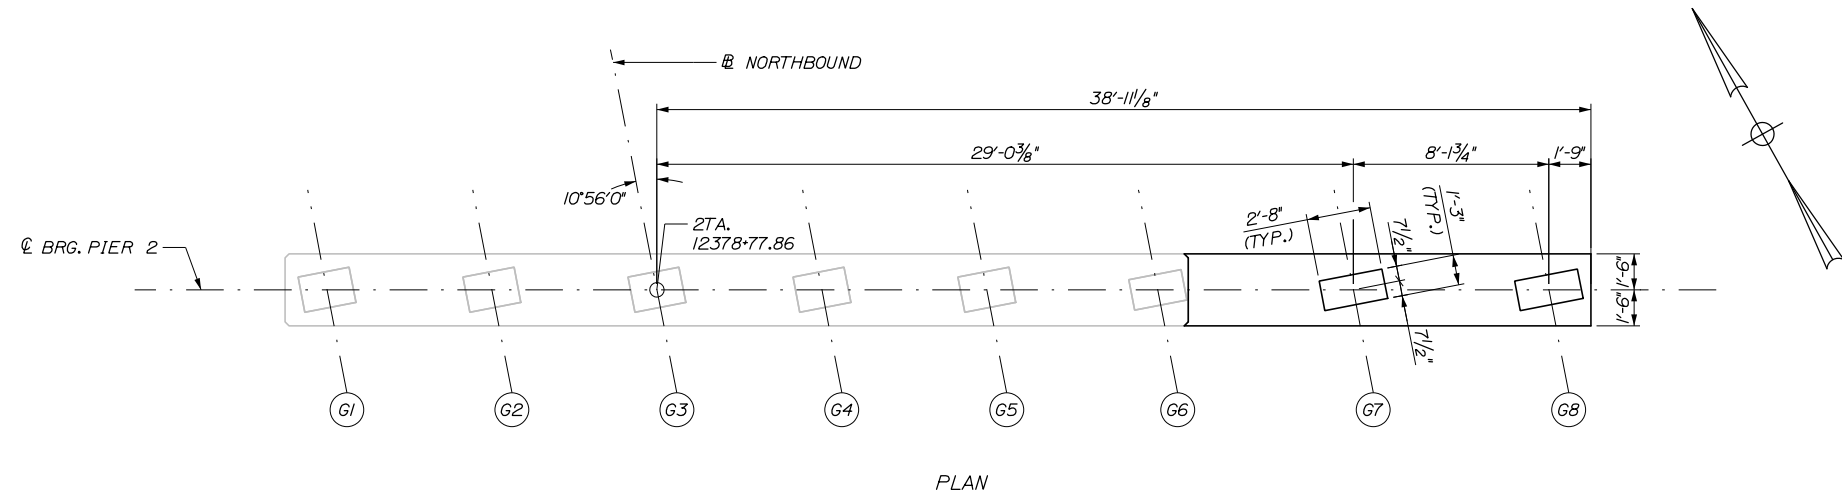 ℄ NORTHBOUND
38'-11⅛"
29'-0⅜"
8'-1¾"
1'-9"
10°56'0"
2TA.
12378+77.86
2'-8"
(TYP.)
7½"
1'-3"
(TYP.)
℄ BRG. PIER 2
1'-9"
1'-9"
7½"
G1
G2
G3
G4
G5
G6
G7
G8
PLAN